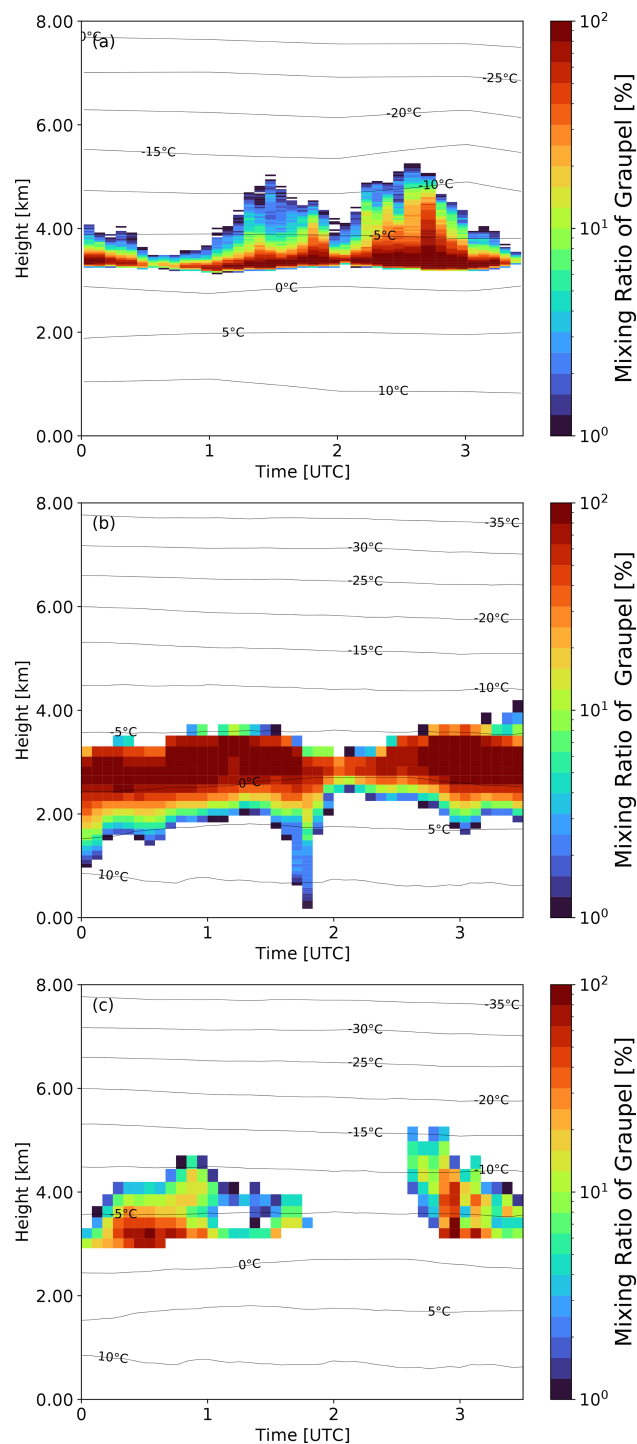 8.00
0°C
(a)
-25°C
6.00
-20°C
-15°C
-10°C
4.00
-5°C
0°C
2.00
5°C
10°C
0.00
0
1
2
3
Time [UTC]
Height [km]
10²
10¹
10⁰
Mixing Ratio of Graupel [%]
8.00
(b)
-35°C
-30°C
-25°C
6.00
-20°C
-15°C
-10°C
4.00
-5°C
0°C
2.00
5°C
10°C
0.00
0
1
2
3
Time [UTC]
Height [km]
10²
10¹
10⁰
Mixing Ratio of Graupel [%]
8.00
(c)
-35°C
-30°C
-25°C
6.00
-20°C
-15°C
-10°C
4.00
-5°C
0°C
2.00
5°C
10°C
0.00
0
1
2
3
Time [UTC]
Height [km]
10²
10¹
10⁰
Mixing Ratio of Graupel [%]